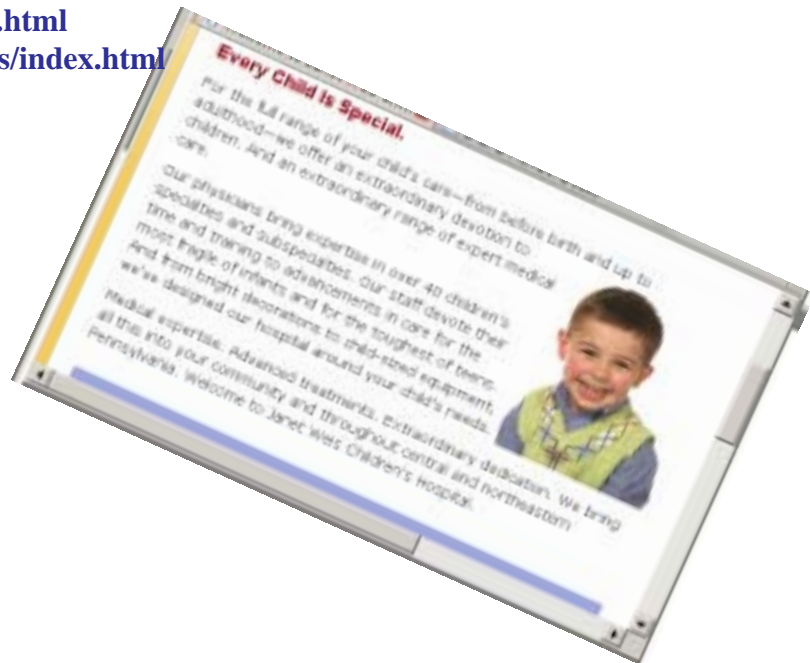 .html
s/index.html
Every Child is Special.
For the full range of your child's care—from before birth and up to
adulthood—we offer an extraordinary devotion to
children. And an extraordinary range of expert medical
care.
Our physicians bring expertise in over 40 children's
specialties and subspecialties. Our staff devote their
time and training to advancements in care for the
most fragile of infants and for the toughest of teens.
And from bright decorations to child-sized equipment,
we've designed our hospital around your child's needs.
Medical expertise. Advanced treatments. Extraordinary dedication. We bring
all this into your community and throughout central and northeastern
Pennsylvania. Welcome to Janet Weis Children's Hospital.